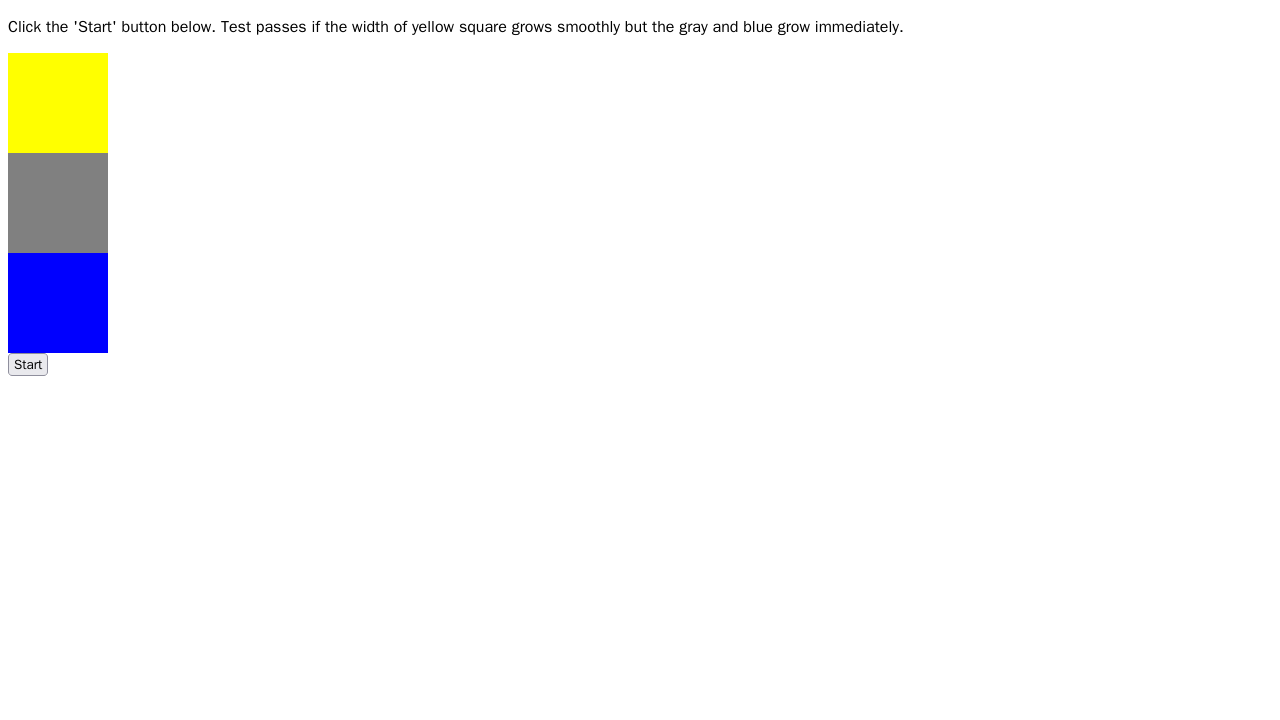 Click the 'Start' button below. Test passes if the width of yellow square grows smoothly but the gray and blue grow immediately.
Start